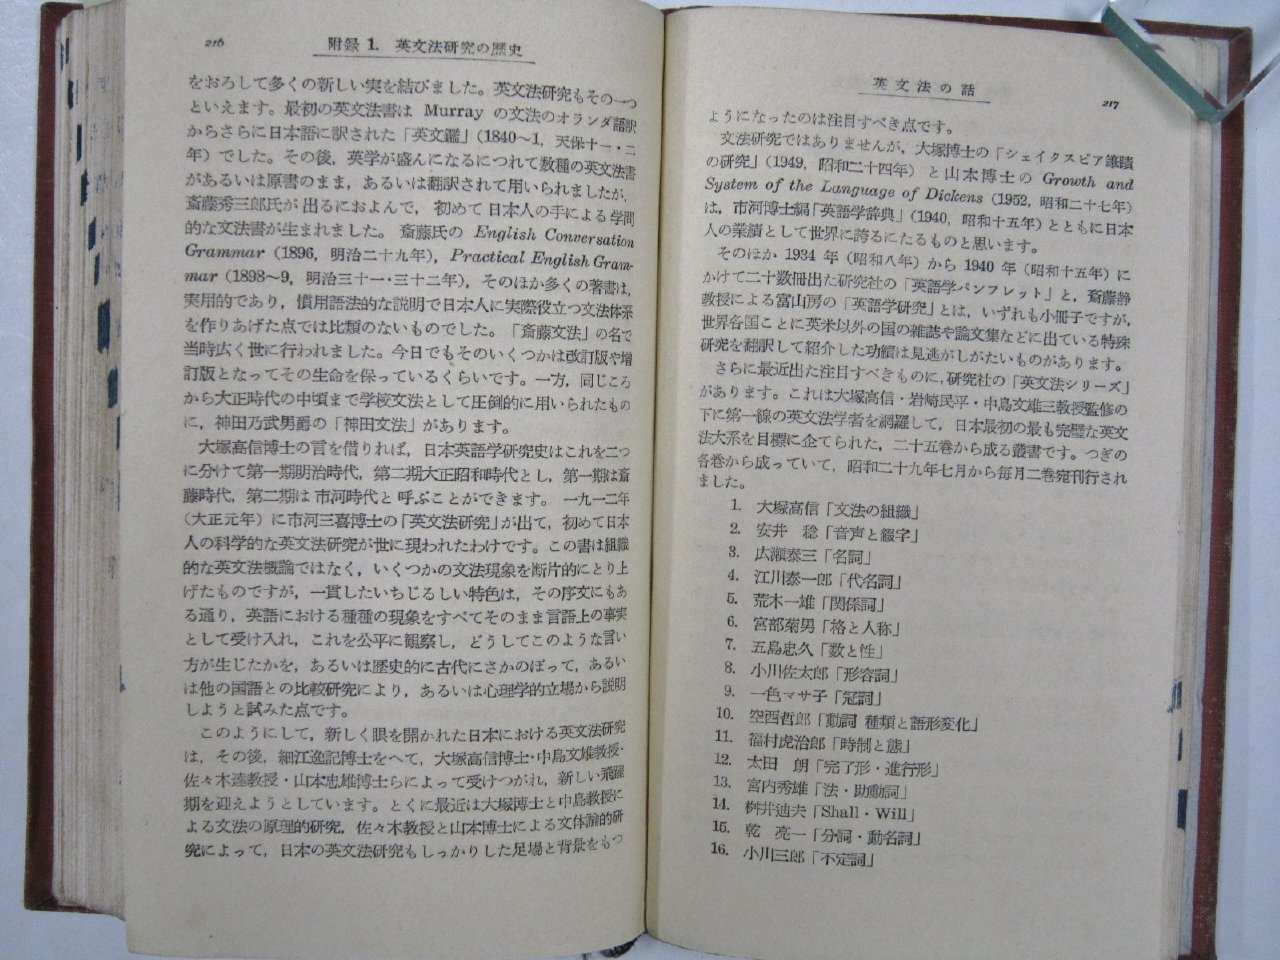 216
附録 1. 英文法研究の歴史
をおろして多くの新しい実を結びました。英文法研究もその一つ
といえます。最初の英文法書は Murray の文法のオランダ語訳
からさらに日本語に訳された「英文鑑」(1840〜1, 天保十一・二
年)でした。その後，英学が盛んになるにつれて数種の英文法書
があるいは原書のまま，あるいは翻訳されて用いられましたが，
斎藤秀三郎氏が出るにおよんで，初めて日本人の手による学問
的な文法書が生まれました。斎藤氏の English Conversation
Grammar (1896, 明治二十九年), Practical English Gram-
mar (1898〜9, 明治三十一・三十二年)，そのほか多くの著書は，
実用的であり，慣用語法的な説明で日本人に実際役立つ文法体系
を作りあげた点では比類のないものでした。「斎藤文法」の名で
当時広く世に行われました。今日でもそのいくつかは改訂版や増
訂版となってその生命を保っているくらいです。一方，同じころ
から大正時代の中頃まで学校文法として圧倒的に用いられたもの
に，神田乃武男爵の「神田文法」があります。
大塚高信博士の言を借りれば，日本英語学研究史はこれを二つ
に分けて第一期明治時代，第二期大正昭和時代とし，第一期は斎
藤時代，第二期は市河時代と呼ぶことができます。一九一二年
(大正元年)に市河三喜博士の「英文法研究」が出て，初めて日本
人の科学的な英文法研究が世に現われたわけです。この書は組織
的な英文法概論ではなく，いくつかの文法現象を断片的にとり上
げたものですが，一貫したいちじるしい特色は，その序文にもあ
る通り，英語における種種の現象をすべてそのまま言語上の事実
として受け入れ，これを公平に観察し，どうしてこのような言い
方が生じたかを，あるいは歴史的に古代にさかのぼって，あるい
は他の国語との比較研究により，あるいは心理学的立場から説明
しようと試みた点です。
このようにして，新しく眼を開かれた日本における英文法研究
は，その後，細江逸記博士をへて，大塚高信博士・中島文雄教授・
佐々木達教授・山本忠雄博士らによって受けつがれ，新しい飛躍
期を迎えようとしています。とくに最近は大塚博士と中島教授に
よる文法の原理的研究，佐々木教授と山本博士による文体論的研
究によって，日本の英文法研究もしっかりした足場と背景をもつ
英文法の話
217
ようになったのは注目すべき点です。
文法研究ではありませんが，大塚博士の「シェイクスピア筆蹟
の研究」(1949, 昭和二十四年)と山本博士の Growth and
System of the Language of Dickens (1952, 昭和二十七年)
は，市河博士編「英語学辞典」(1940, 昭和十五年)とともに日本
人の業績として世界に誇るにたるものと思います。
そのほか 1934 年(昭和八年)から 1940 年(昭和十五年)に
かけて二十数冊出た研究社の「英語学パンフレット」と，斎藤静
教授による富山房の「英語学研究」とは，いずれも小冊子ですが，
世界各国ことに英米以外の国の雑誌や論文集などに出ている特殊
研究を翻訳して紹介した功績は見逃がしがたいものがあります。
さらに最近出た注目すべきものに，研究社の「英文法シリーズ」
があります。これは大塚高信・岩崎民平・中島文雄三教授監修の
下に第一線の英文法学者を網羅して，日本最初の最も完璧な英文
法大系を目標に企てられた，二十五巻から成る叢書です。つぎの
各巻から成っていて，昭和二十九年七月から毎月二巻宛刊行され
ました。
1. 大塚高信「文法の組織」
2. 安井 稔「音声と綴字」
3. 広瀬泰三「名詞」
4. 江川泰一郎「代名詞」
5. 荒木一雄「関係詞」
6. 宮部菊男「格と人称」
7. 五島忠久「数と性」
8. 小川佐太郎「形容詞」
9. 一色マサ子「冠詞」
10. 空西哲郎「動詞 種類と語形変化」
11. 福村虎治郎「時制と態」
12. 太田 朗「完了形・進行形」
13. 宮内秀雄「法・助動詞」
14. 桝井迪夫「Shall・Will」
15. 乾 亮一「分詞・動名詞」
16. 小川三郎「不定詞」